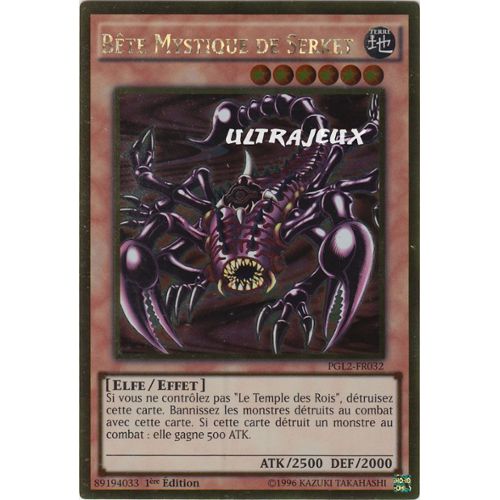 Bête Mystique de Serket
TERRE
地
ULTRAJEUX
PGL2-FR032
[ELFE / EFFET]
Si vous ne contrôlez pas "Le Temple des Rois", détruisez
cette carte. Bannissez les monstres détruits au combat
avec cette carte. Si cette carte détruit un monstre au
combat : elle gagne 500 ATK.
ATK/2500 DEF/2000
89194033 1ère Édition
©1996 KAZUKI TAKAHASHI